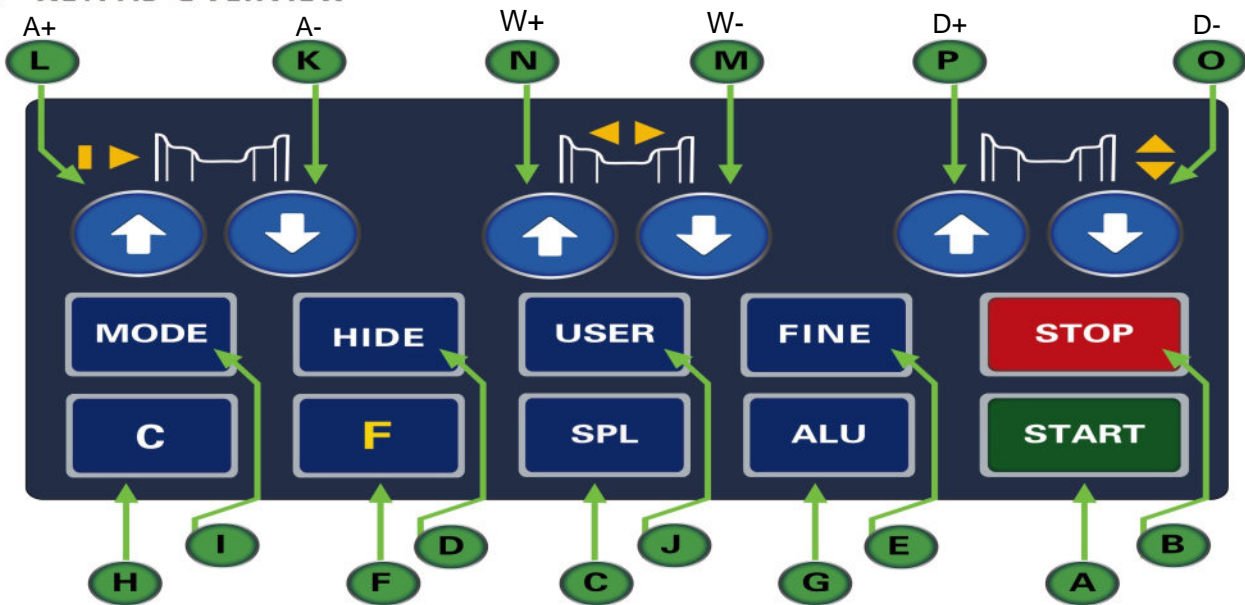 A+ A- W+ W- D+ D-
L K N M P O
MODE HIDE USER FINE STOP
C F SPL ALU START
I D J E B
H F C G A